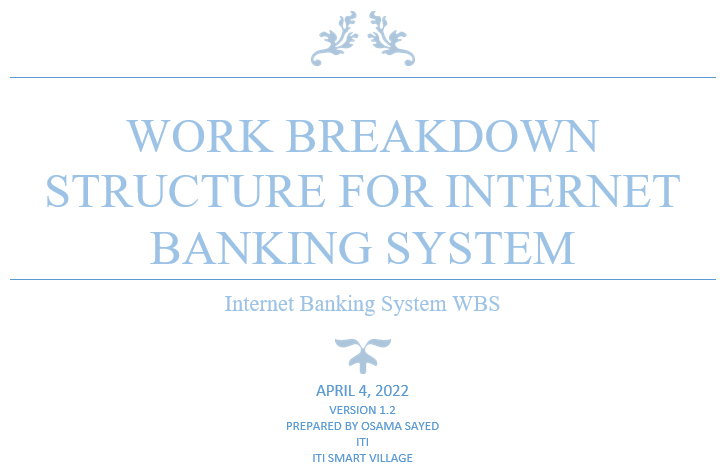 WORK BREAKDOWN
STRUCTURE FOR INTERNET
BANKING SYSTEM
Internet Banking System WBS
APRIL 4, 2022
VERSION 1.2
PREPARED BY OSAMA SAYED
ITI
ITI SMART VILLAGE